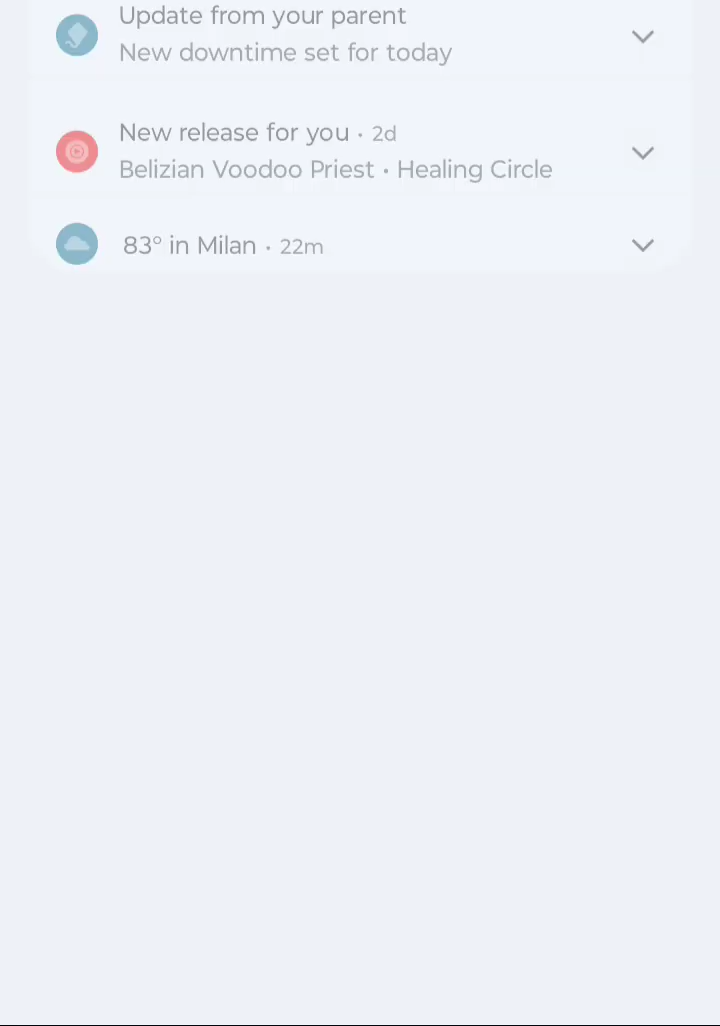 Update from your parent
New downtime set for today
New release for you • 2d
Belizian Voodoo Priest • Healing Circle
83° in Milan • 22m